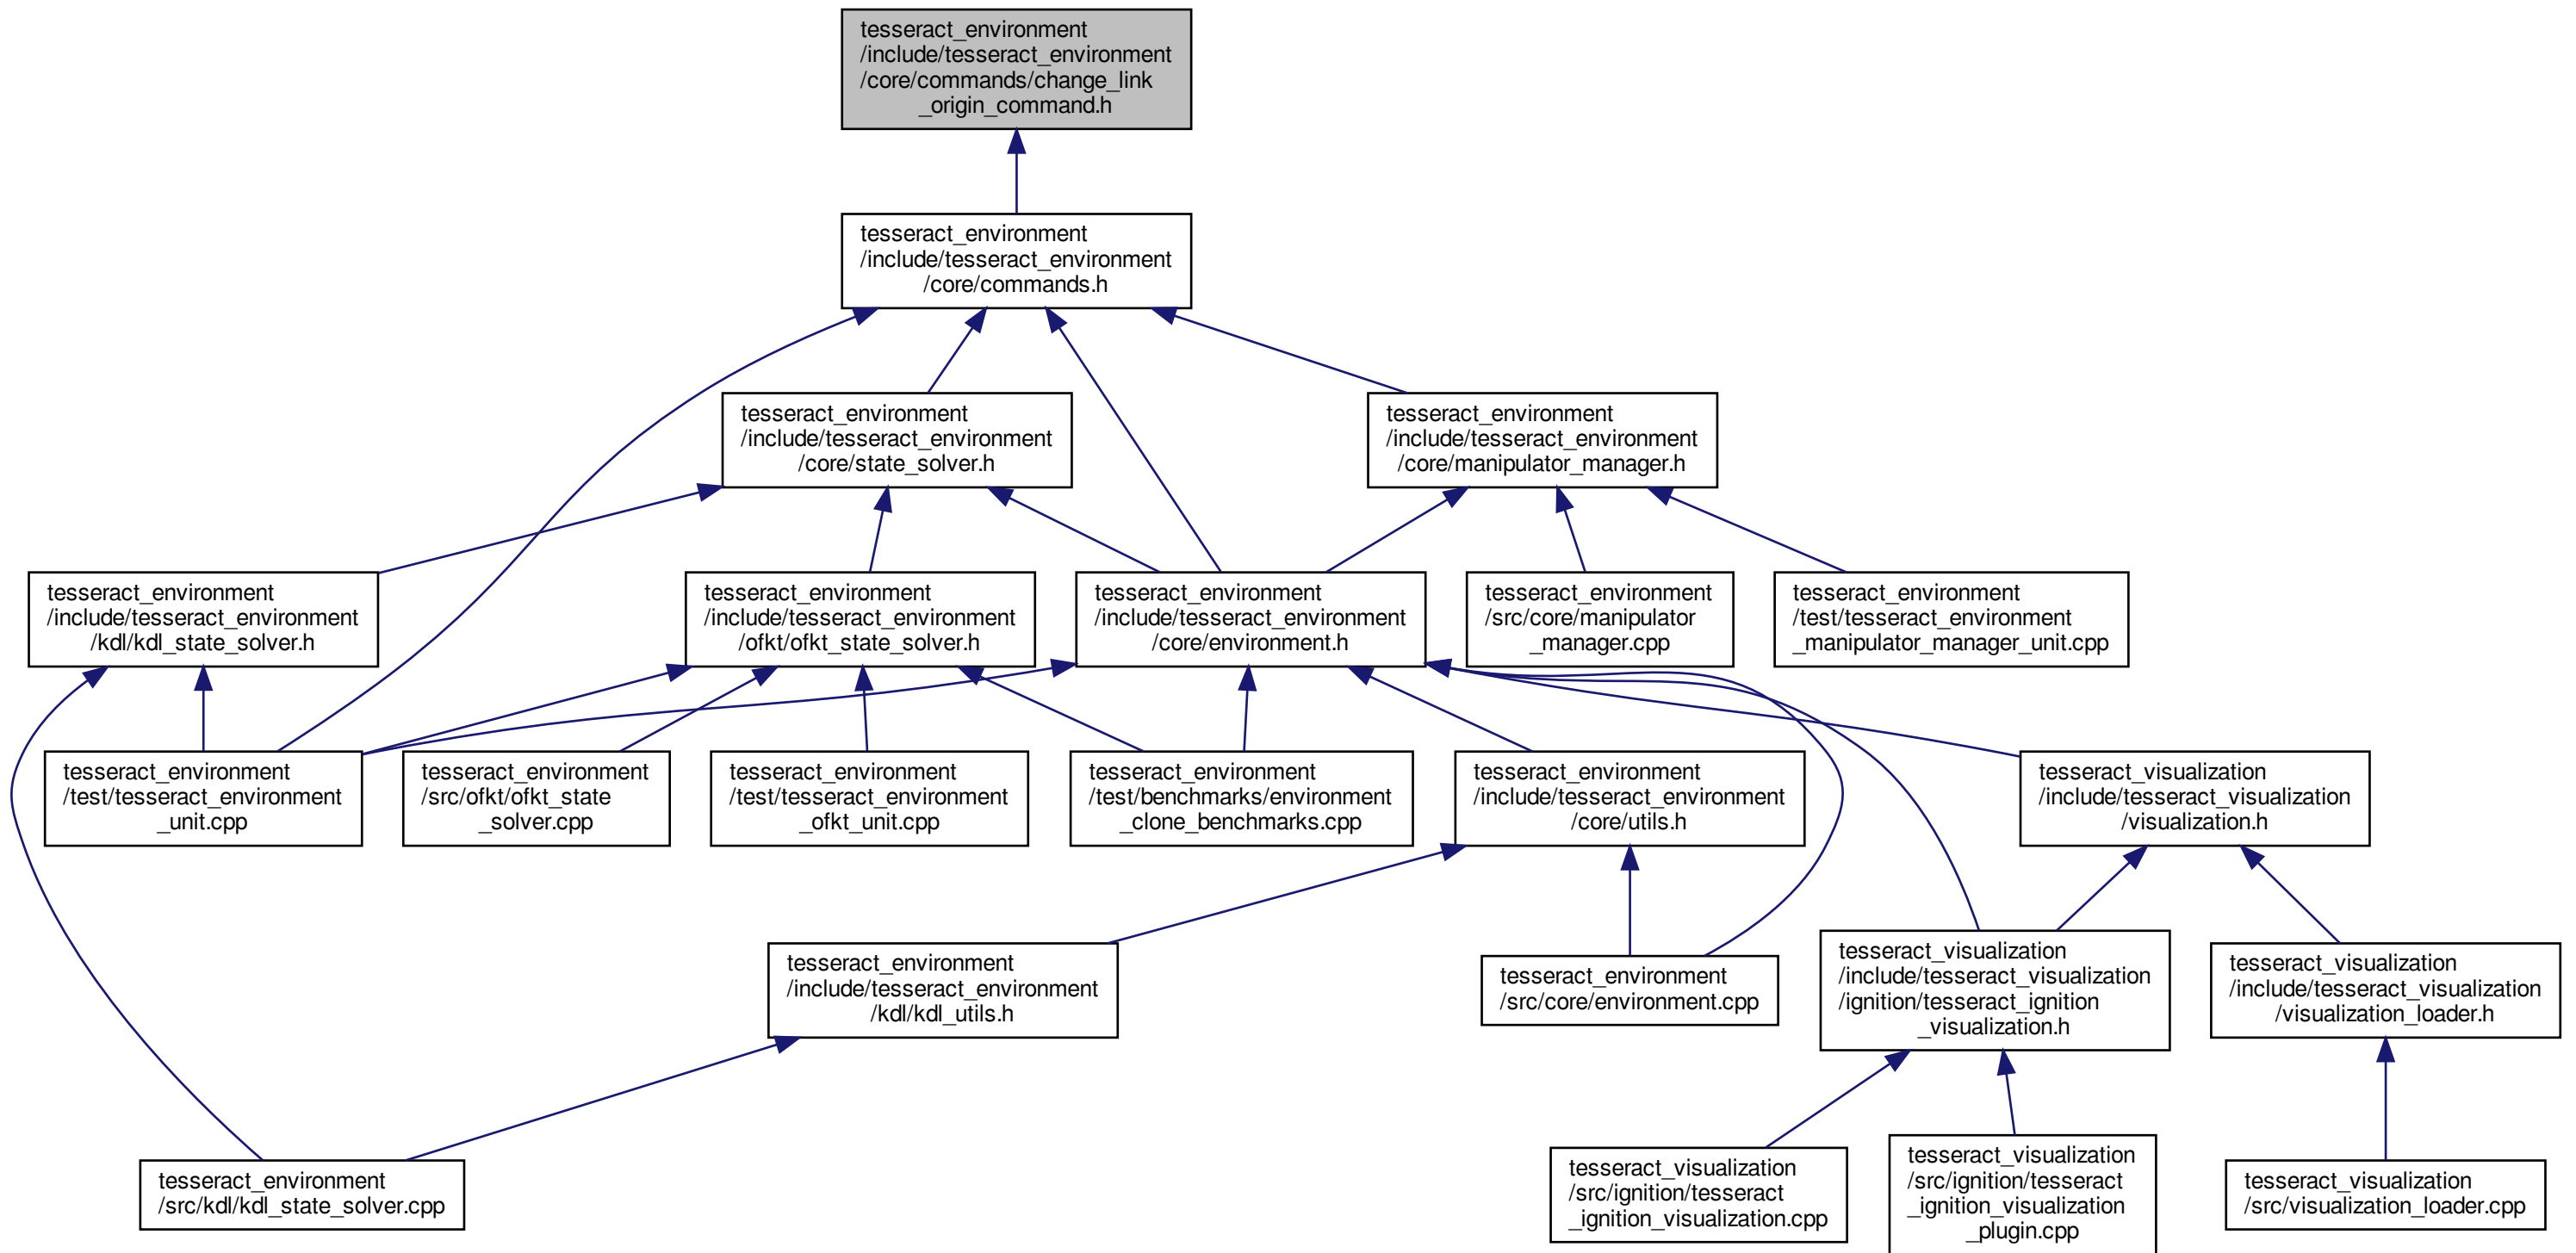 tesseract_environment
/include/tesseract_environment
/core/commands/change_link
_origin_command.h
tesseract_environment
/include/tesseract_environment
/core/commands.h
tesseract_environment
/include/tesseract_environment
/core/state_solver.h
tesseract_environment
/include/tesseract_environment
/core/manipulator_manager.h
tesseract_environment
/include/tesseract_environment
/kdl/kdl_state_solver.h
tesseract_environment
/include/tesseract_environment
/ofkt/ofkt_state_solver.h
tesseract_environment
/include/tesseract_environment
/core/environment.h
tesseract_environment
/src/core/manipulator
_manager.cpp
tesseract_environment
/test/tesseract_environment
_manipulator_manager_unit.cpp
tesseract_environment
/test/tesseract_environment
_unit.cpp
tesseract_environment
/src/ofkt/ofkt_state
_solver.cpp
tesseract_environment
/test/tesseract_environment
_ofkt_unit.cpp
tesseract_environment
/test/benchmarks/environment
_clone_benchmarks.cpp
tesseract_environment
/include/tesseract_environment
/core/utils.h
tesseract_visualization
/include/tesseract_visualization
/visualization.h
tesseract_environment
/include/tesseract_environment
/kdl/kdl_utils.h
tesseract_environment
/src/core/environment.cpp
tesseract_visualization
/include/tesseract_visualization
/ignition/tesseract_ignition
_visualization.h
tesseract_visualization
/include/tesseract_visualization
/visualization_loader.h
tesseract_environment
/src/kdl/kdl_state_solver.cpp
tesseract_visualization
/src/ignition/tesseract
_ignition_visualization.cpp
tesseract_visualization
/src/ignition/tesseract
_ignition_visualization
_plugin.cpp
tesseract_visualization
/src/visualization_loader.cpp